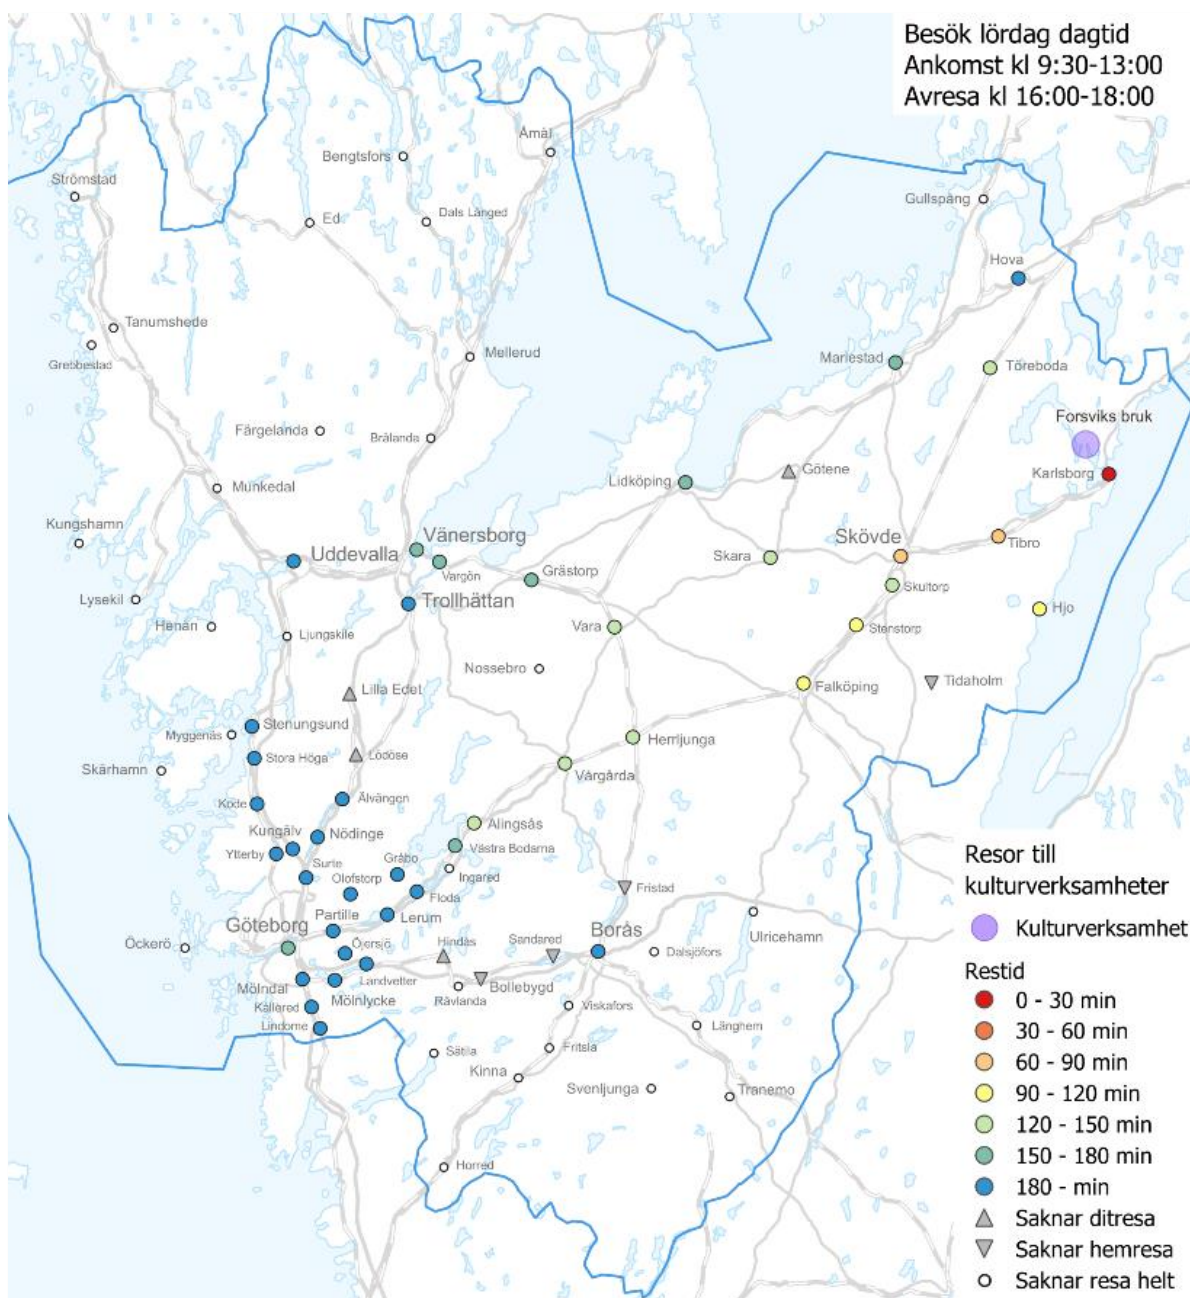 Besök lördag dagtid
Ankomst kl 9:30-13:00
Avresa kl 16:00-18:00
Åmål
Bengtsfors
Strömstad
Gullspång
Ed
Dals Långed
Hova
Tanumshede
Grebbestad
Mellerud
Mariestad
Töreboda
Forsviks bruk
Färgelanda
Brålanda
Götene
Karlsborg
Lidköping
Munkedal
Kungshamn
Vänersborg
Skövde
Tibro
Uddevalla
Skara
Vargön
Grästorp
Skultorp
Lysekil
Trollhättan
Hjo
Henån
Ljungskile
Vara
Stenstorp
Nossebro
Tidaholm
Lilla Edet
Falköping
Stenungsund
Myggenäs
Herrljunga
Stora Höga
Lödöse
Skärhamn
Vårgårda
Kode
Älvängen
Alingsås
Kungälv
Nödinge
Västra Bodarna
Ytterby
Surte
Gråbo
Ingared
Olofstorp
Floda
Fristad
Resor till
kulturverksamheter
Partille
Lerum
Göteborg
Ulricehamn
Kulturverksamhet
Öckerö
Öjersjö
Hindås
Sandared
Borås
Dalsjöfors
Restid
Mölndal
Landvetter
Mölnlycke
Rävlanda
Bollebygd
0 - 30 min
Kållered
Viskafors
Lindome
Länghem
30 - 60 min
Sätila
Fritsla
60 - 90 min
Kinna
Svenljunga
Tranemo
90 - 120 min
120 - 150 min
150 - 180 min
Horred
180 - min
Saknar ditresa
Saknar hemresa
Saknar resa helt